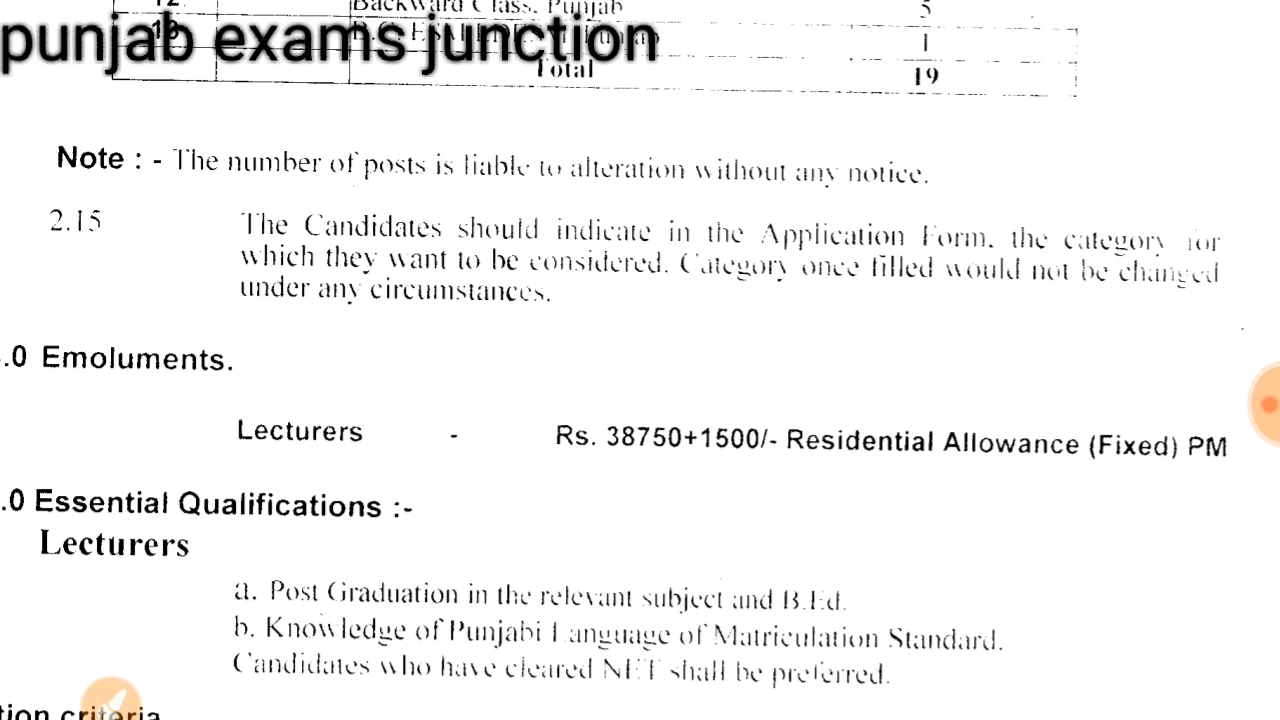 12 Backward Class. Punjab 5
punjab exams junction
13 1
Total 19
Note : - The number of posts is liable to alteration without any notice.
2.15 The Candidates should indicate in the Application Form, the category for
which they want to be considered. Category once filled would not be changed
under any circumstances.
.0 Emoluments.
Lecturers - Rs. 38750+1500/- Residential Allowance (Fixed) PM
.0 Essential Qualifications :-
Lecturers
a. Post Graduation in the relevant subject and B.Ed.
b. Knowledge of Punjabi Language of Matriculation Standard.
Candidates who have cleared NET shall be preferred.
tion criteria